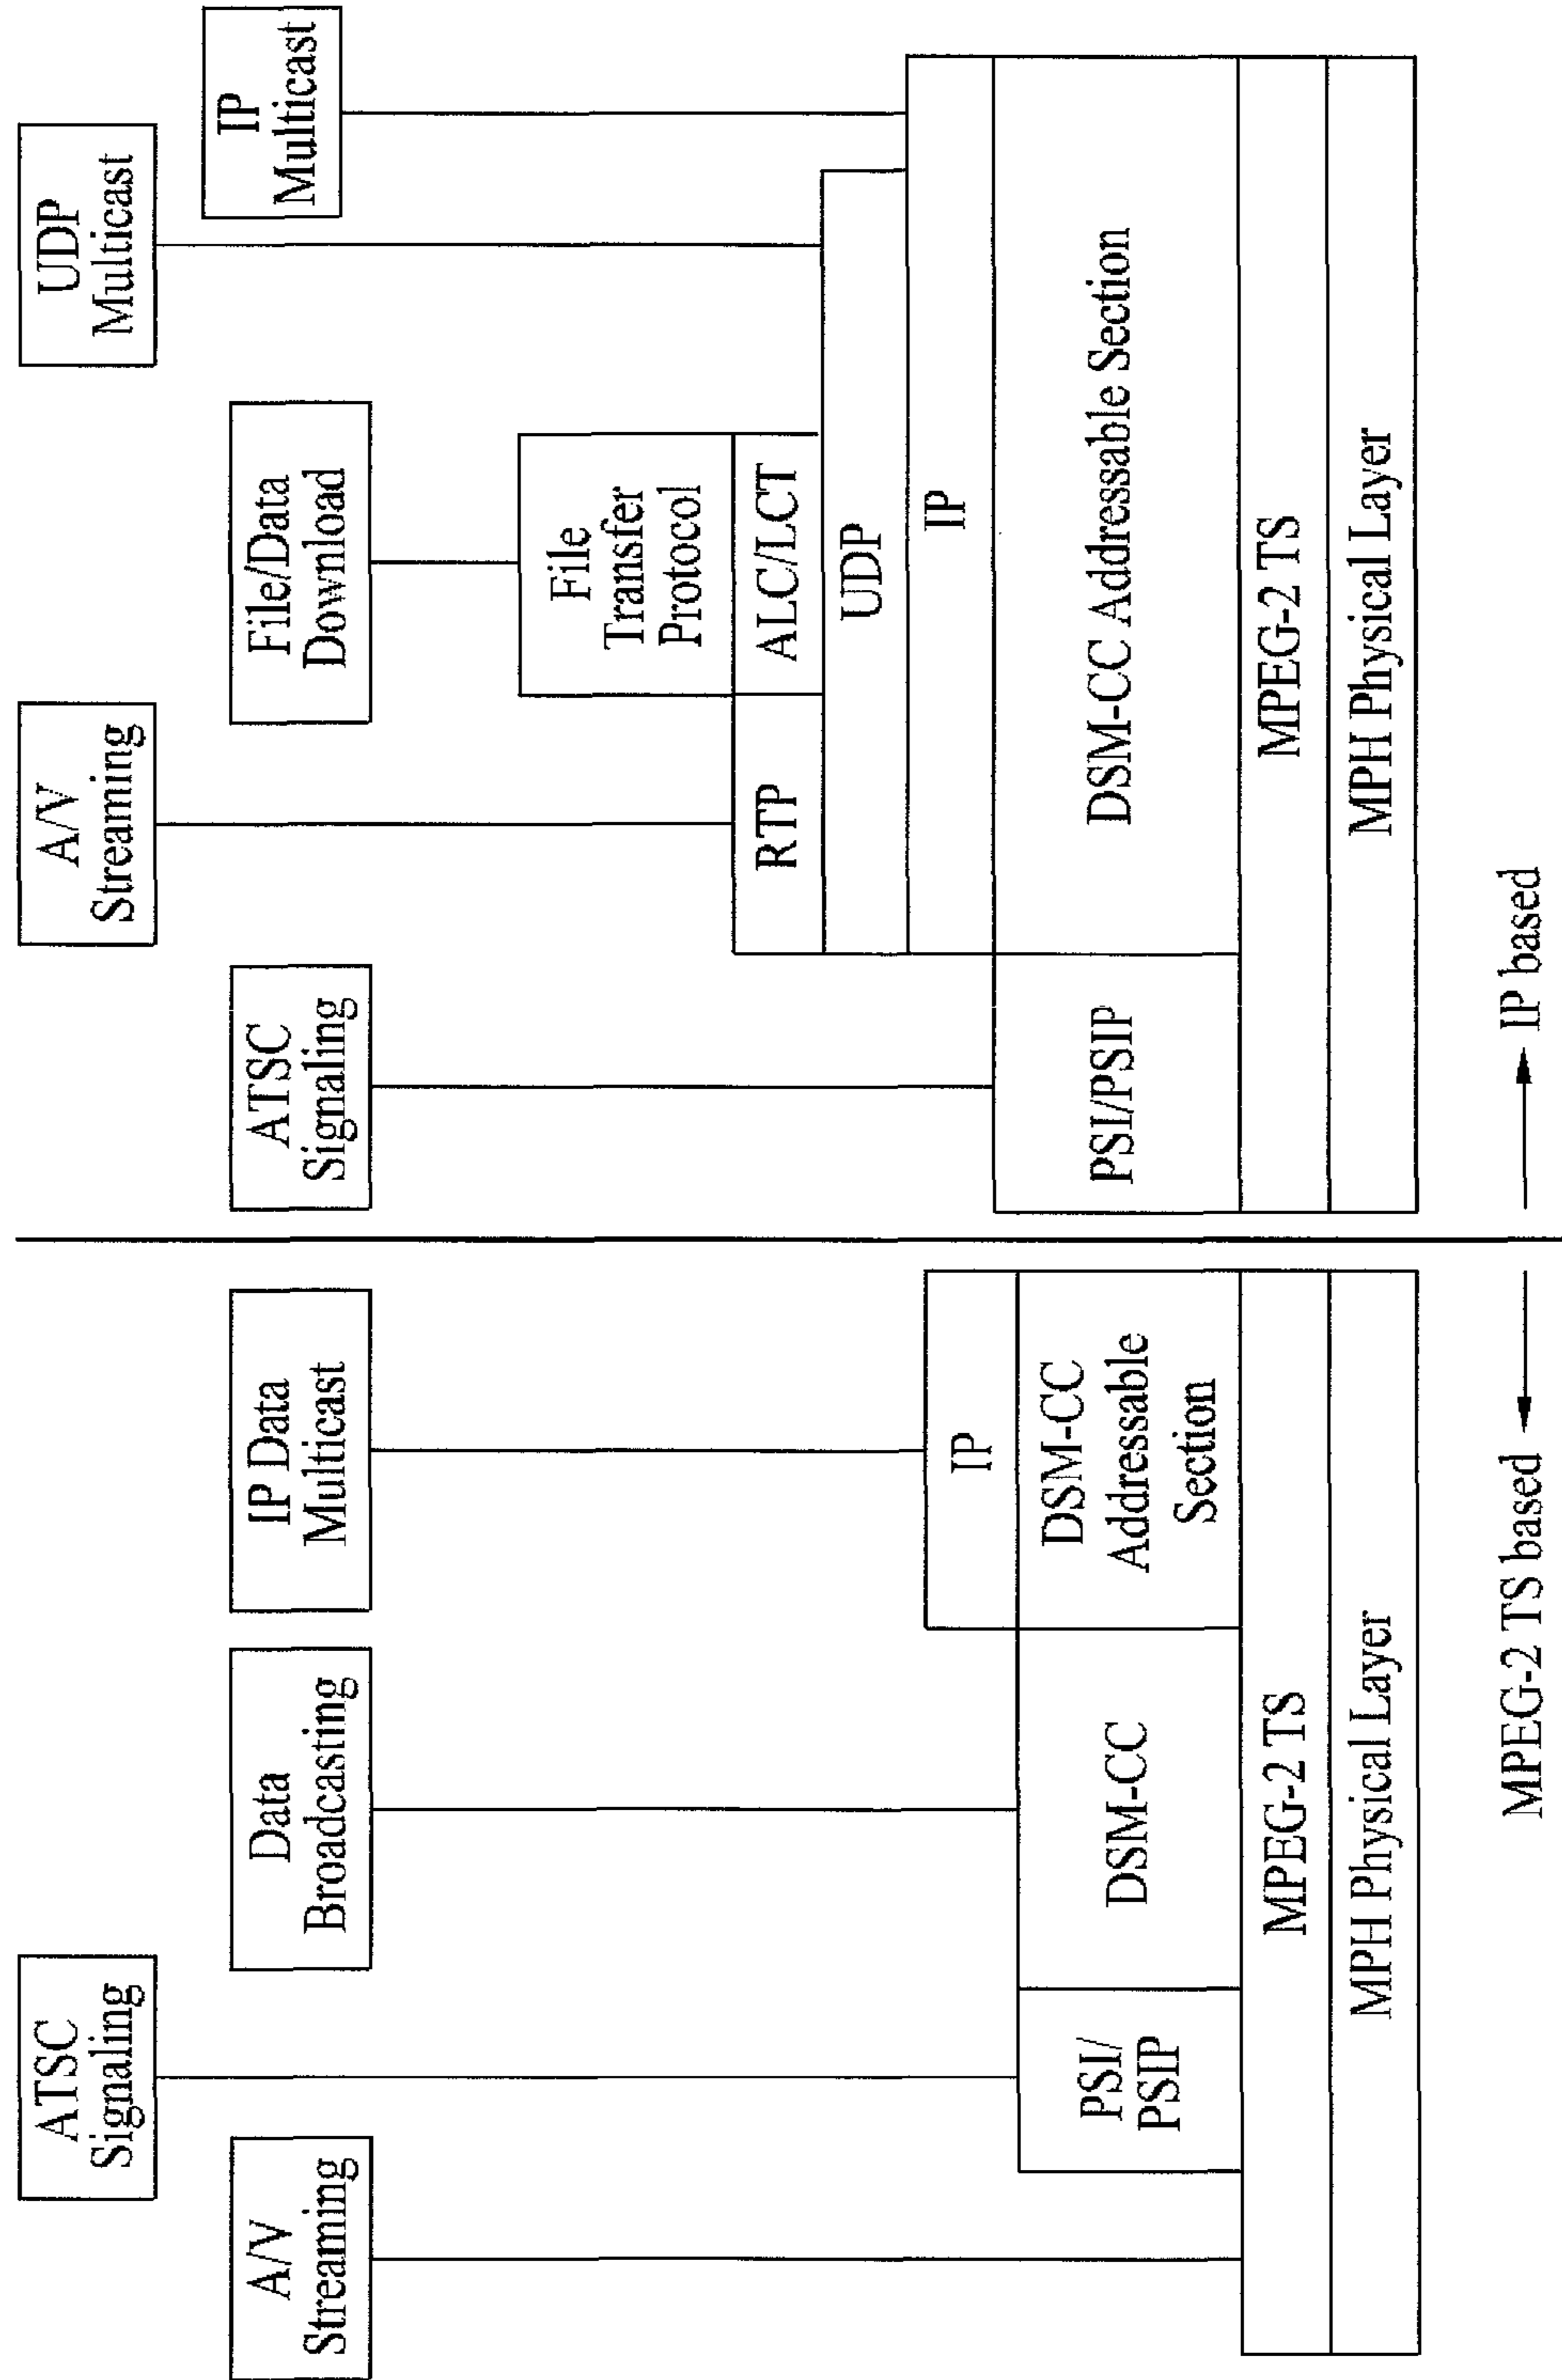 A/V
Streaming
ATSC
Signaling
Data
Broadcasting
IP Data
Multicast
IP
PSI/
PSIP
DSM-CC
DSM-CC
Addressable
Section
MPEG-2 TS
MPH Physical Layer
MPEG-2 TS based
ATSC
Signaling
A/V
Streaming
File/Data
Download
UDP
Multicast
IP
Multicast
File
Transfer
Protocol
RTP
ALC/LCT
UDP
IP
PSI/PSIP
DSM-CC Addressable Section
MPEG-2 TS
MPH Physical Layer
IP based